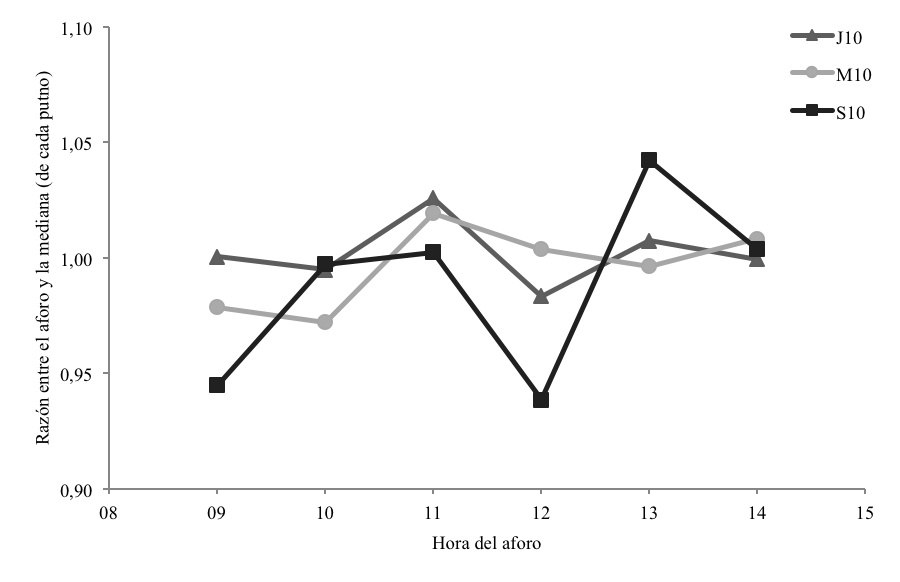 1,10
1,05
1,00
0,95
0,90
Razón entre el aforo y la mediana (de cada putno)
J10
M10
S10
08 09 10 11 12 13 14 15
Hora del aforo